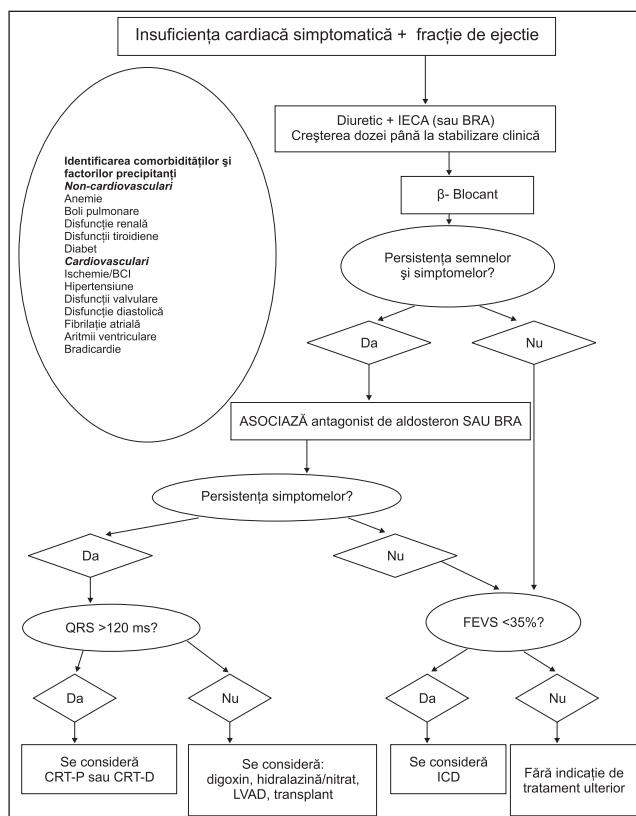 Insuficiența cardiacă simptomatică + fracție de ejectie
Diuretic + IECA (sau BRA)
Creşterea dozei până la stabilizare clinică
Identificarea comorbidităților şi
factorilor precipitanți
Non-cardiovasculari
Anemie
Boli pulmonare
Disfuncție renală
Disfuncții tiroidiene
Diabet
Cardiovasculari
Ischemie/BCI
Hipertensiune
Disfuncții valvulare
Disfuncție diastolică
Fibrilație atrială
Aritmii ventriculare
Bradicardie
β- Blocant
Persistența semnelor
şi simptomelor?
Da
Nu
ASOCIAZĂ antagonist de aldosteron SAU BRA
Persistența simptomelor?
Da
Nu
QRS >120 ms?
FEVS <35%?
Da
Nu
Da
Nu
Se consideră
CRT-P sau CRT-D
Se consideră:
digoxin, hidralazină/nitrat,
LVAD, transplant
Se consideră
ICD
Fără indicație de
tratament ulterior